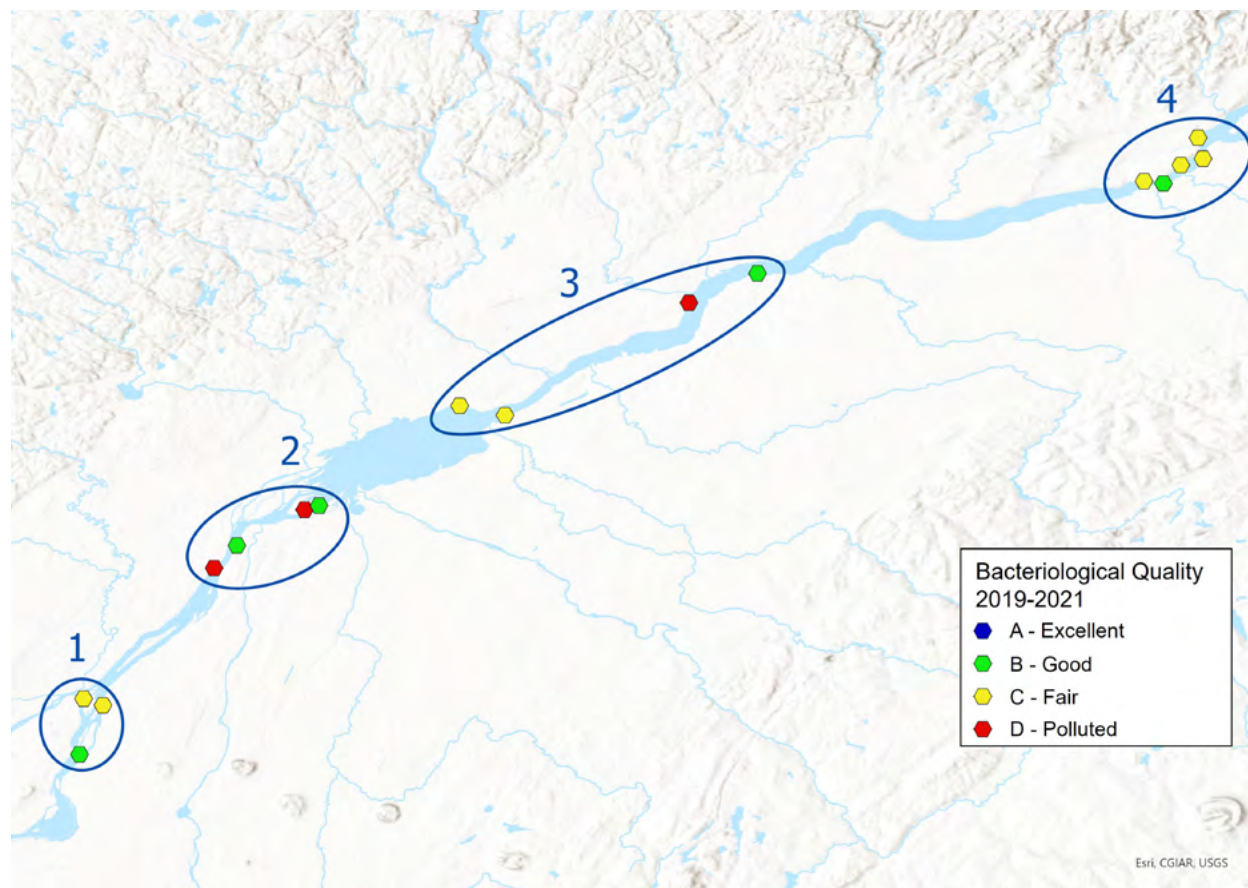 4
3
2
1
Bacteriological Quality
2019-2021
A - Excellent
B - Good
C - Fair
D - Polluted
Esri, CGIAR, USGS